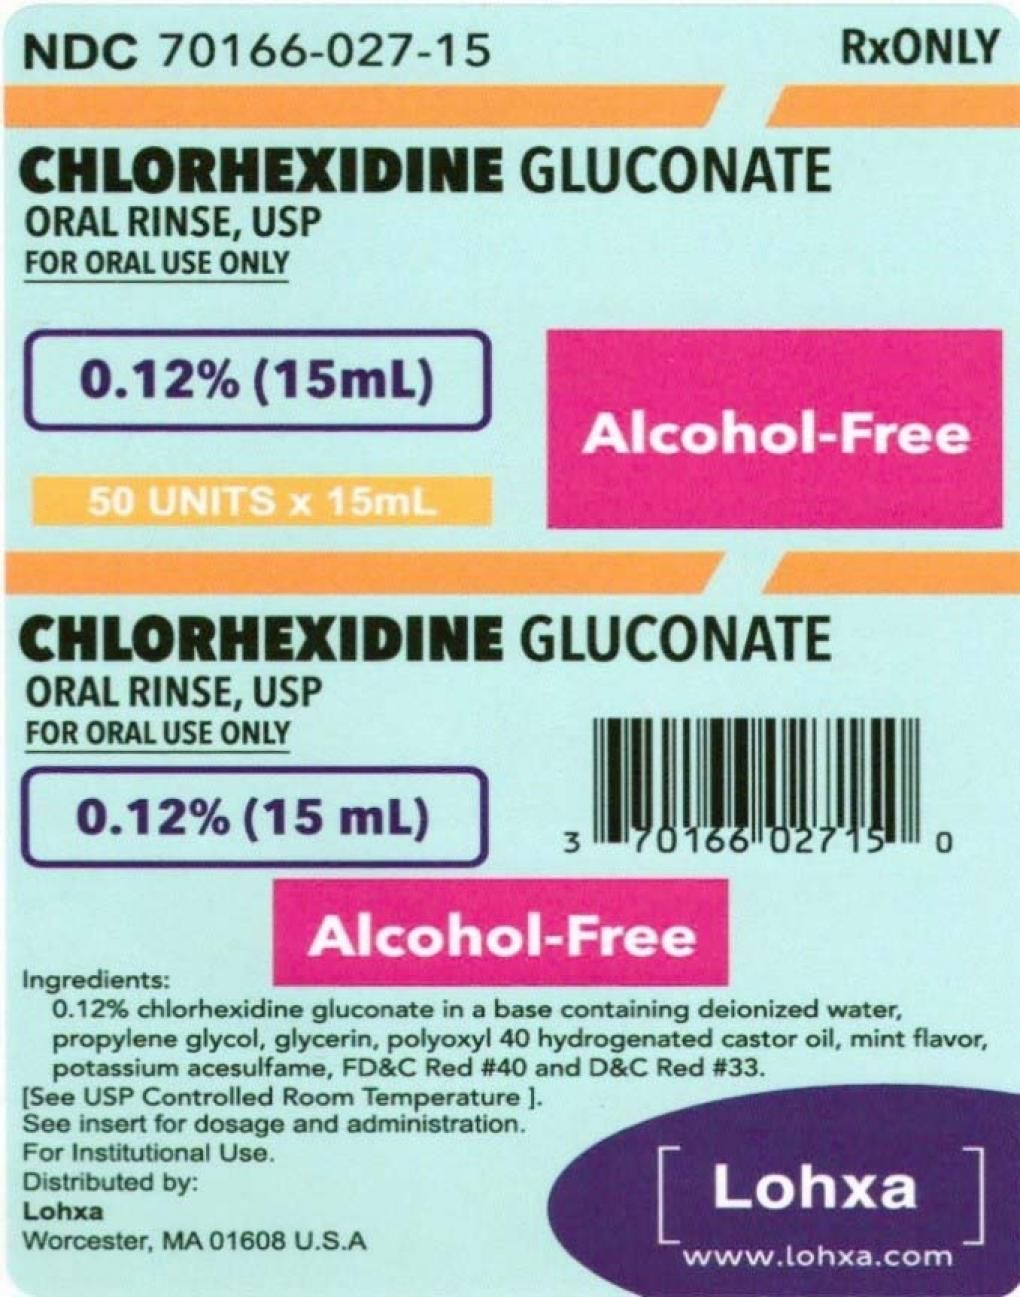 NDC 70166-027-15
RxONLY
CHLORHEXIDINE GLUCONATE
ORAL RINSE, USP
FOR ORAL USE ONLY
0.12% (15mL)
Alcohol-Free
50 UNITS x 15mL
CHLORHEXIDINE GLUCONATE
ORAL RINSE, USP
FOR ORAL USE ONLY
0.12% (15 mL)
3 70166 02715 0
Alcohol-Free
Ingredients:
0.12% chlorhexidine gluconate in a base containing deionized water,
propylene glycol, glycerin, polyoxyl 40 hydrogenated castor oil, mint flavor,
potassium acesulfame, FD&C Red #40 and D&C Red #33.
[See USP Controlled Room Temperature ].
See insert for dosage and administration.
For Institutional Use.
Distributed by:
Lohxa
Worcester, MA 01608 U.S.A
[Lohxa]
www.lohxa.com